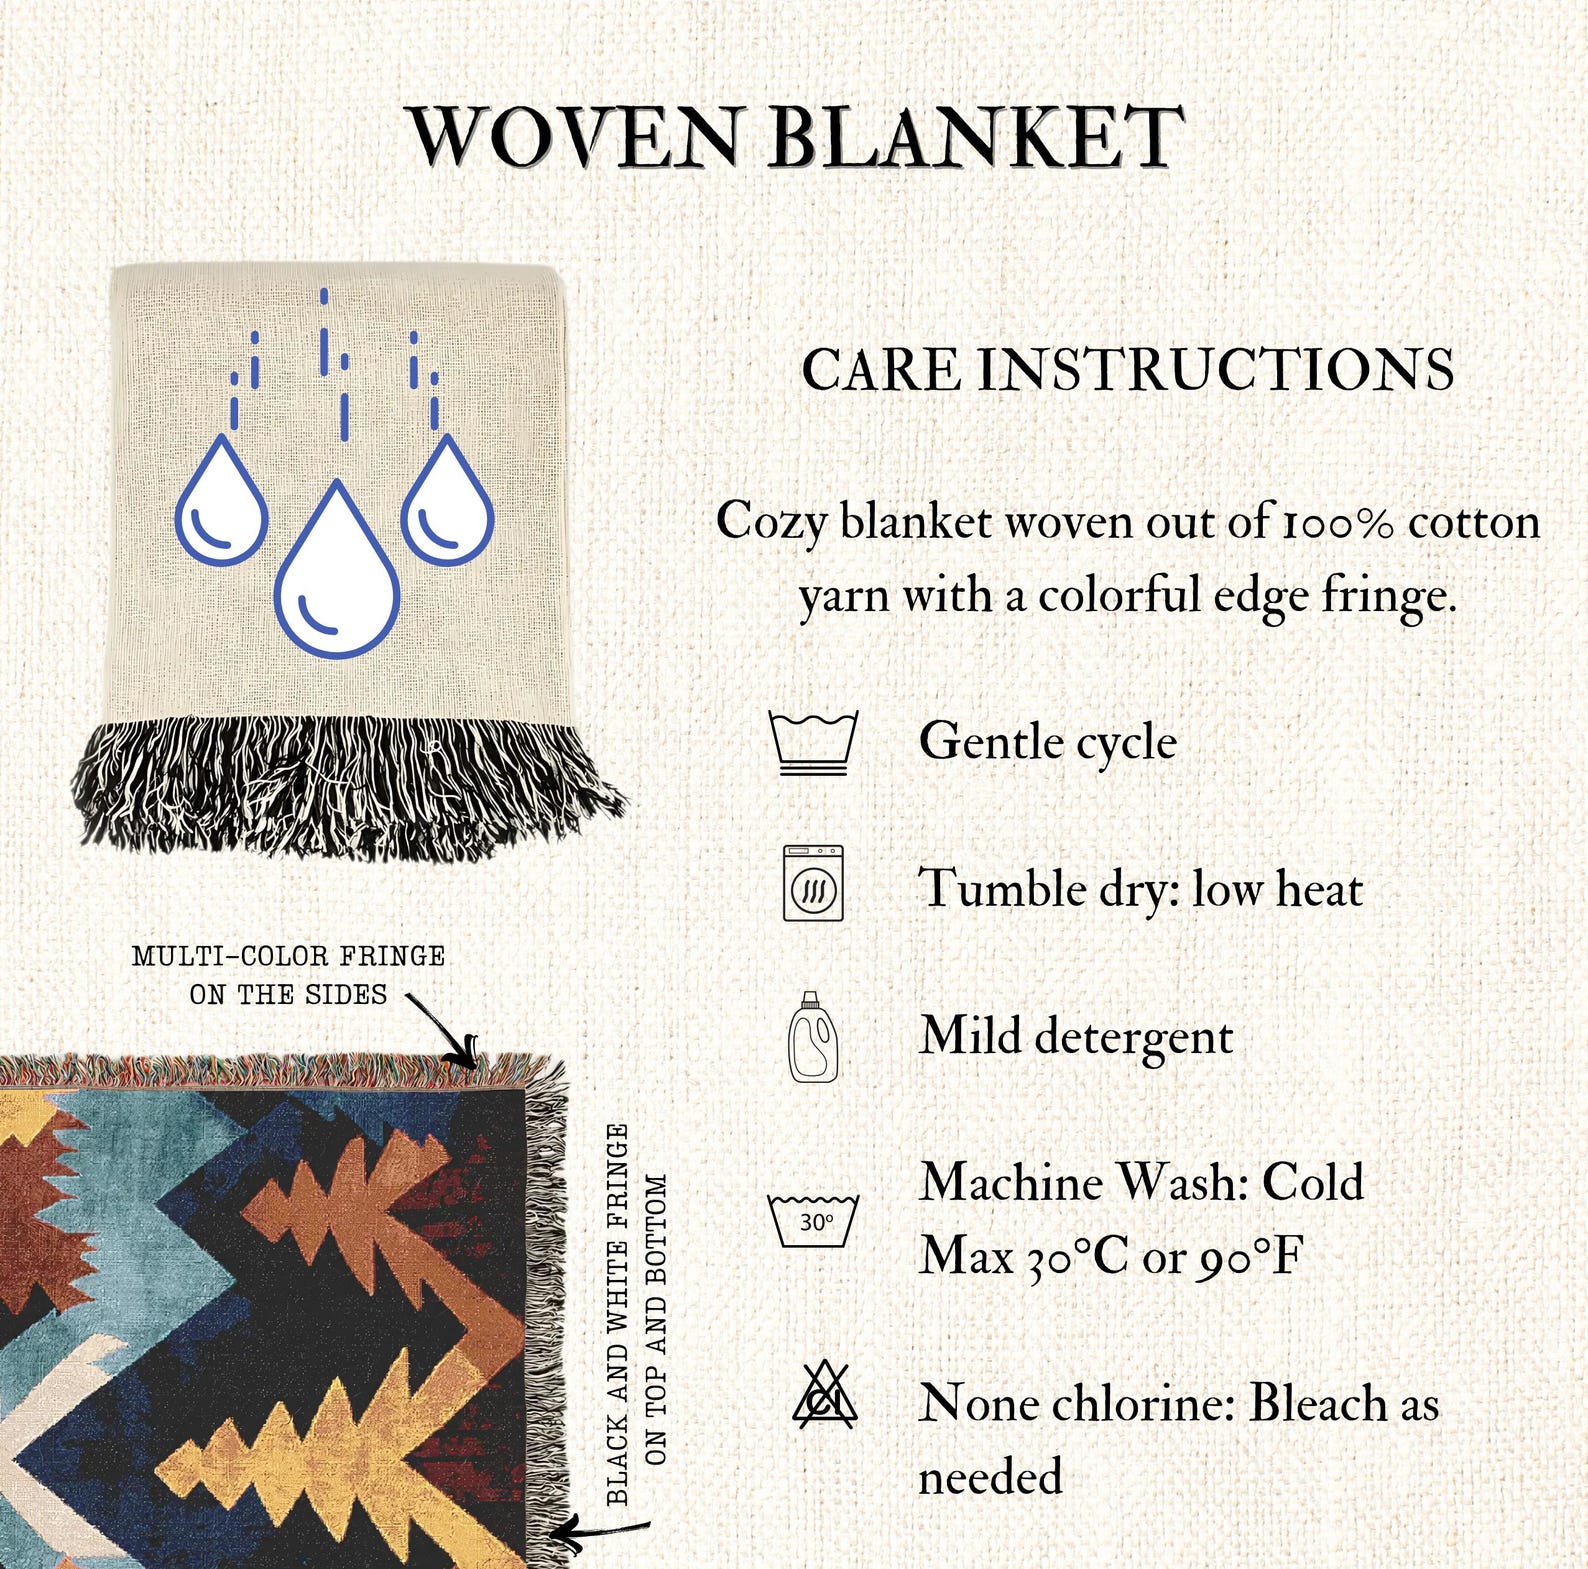 WOVEN BLANKET
CARE INSTRUCTIONS
Cozy blanket woven out of 100% cotton
yarn with a colorful edge fringe.
Gentle cycle
Tumble dry: low heat
Mild detergent
30°
Machine Wash: Cold
Max 30°C or 90°F
Cl
None chlorine: Bleach as
needed
MULTI-COLOR FRINGE
ON THE SIDES
BLACK AND WHITE FRINGE
ON TOP AND BOTTOM